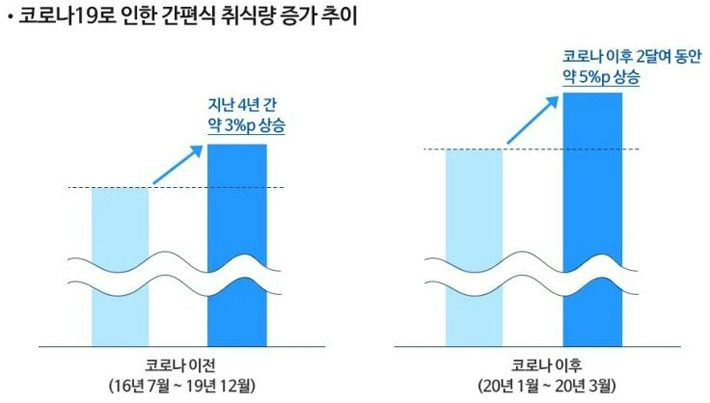 • 코로나19로 인한 간편식 취식량 증가 추이
지난 4년 간
약 3%p 상승
코로나 이전
(16년 7월 ~ 19년 12월)
코로나 이후 2달여 동안
약 5%p 상승
코로나 이후
(20년 1월 ~ 20년 3월)